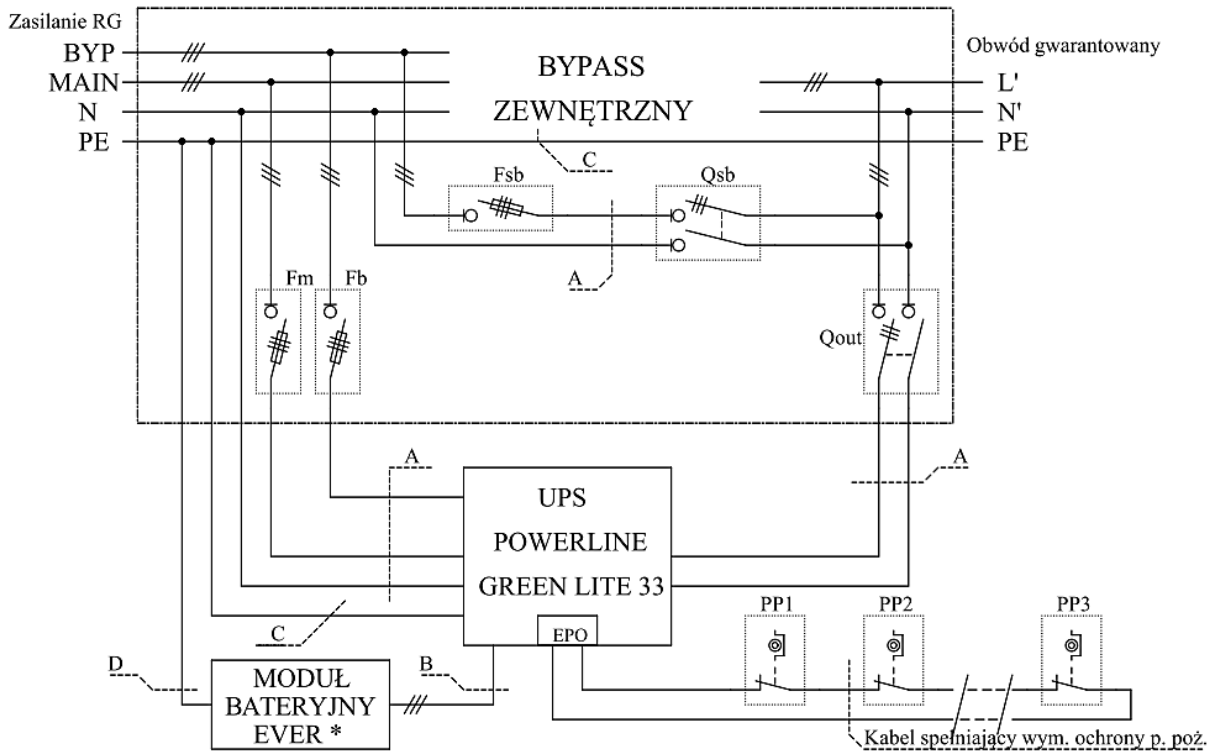 Zasilanie RG
BYP
MAIN
N
PE
BYPASS
ZEWNĘTRZNY
Obwód gwarantowany
L'
N'
PE
C
Fsb
Qsb
A
Fm
Fb
Qout
A
A
UPS
POWERLINE
GREEN LITE 33
EPO
PP1
PP2
PP3
C
D
B
MODUŁ
BATERYJNY
EVER *
Kabel spełniający wym. ochrony p. poż.